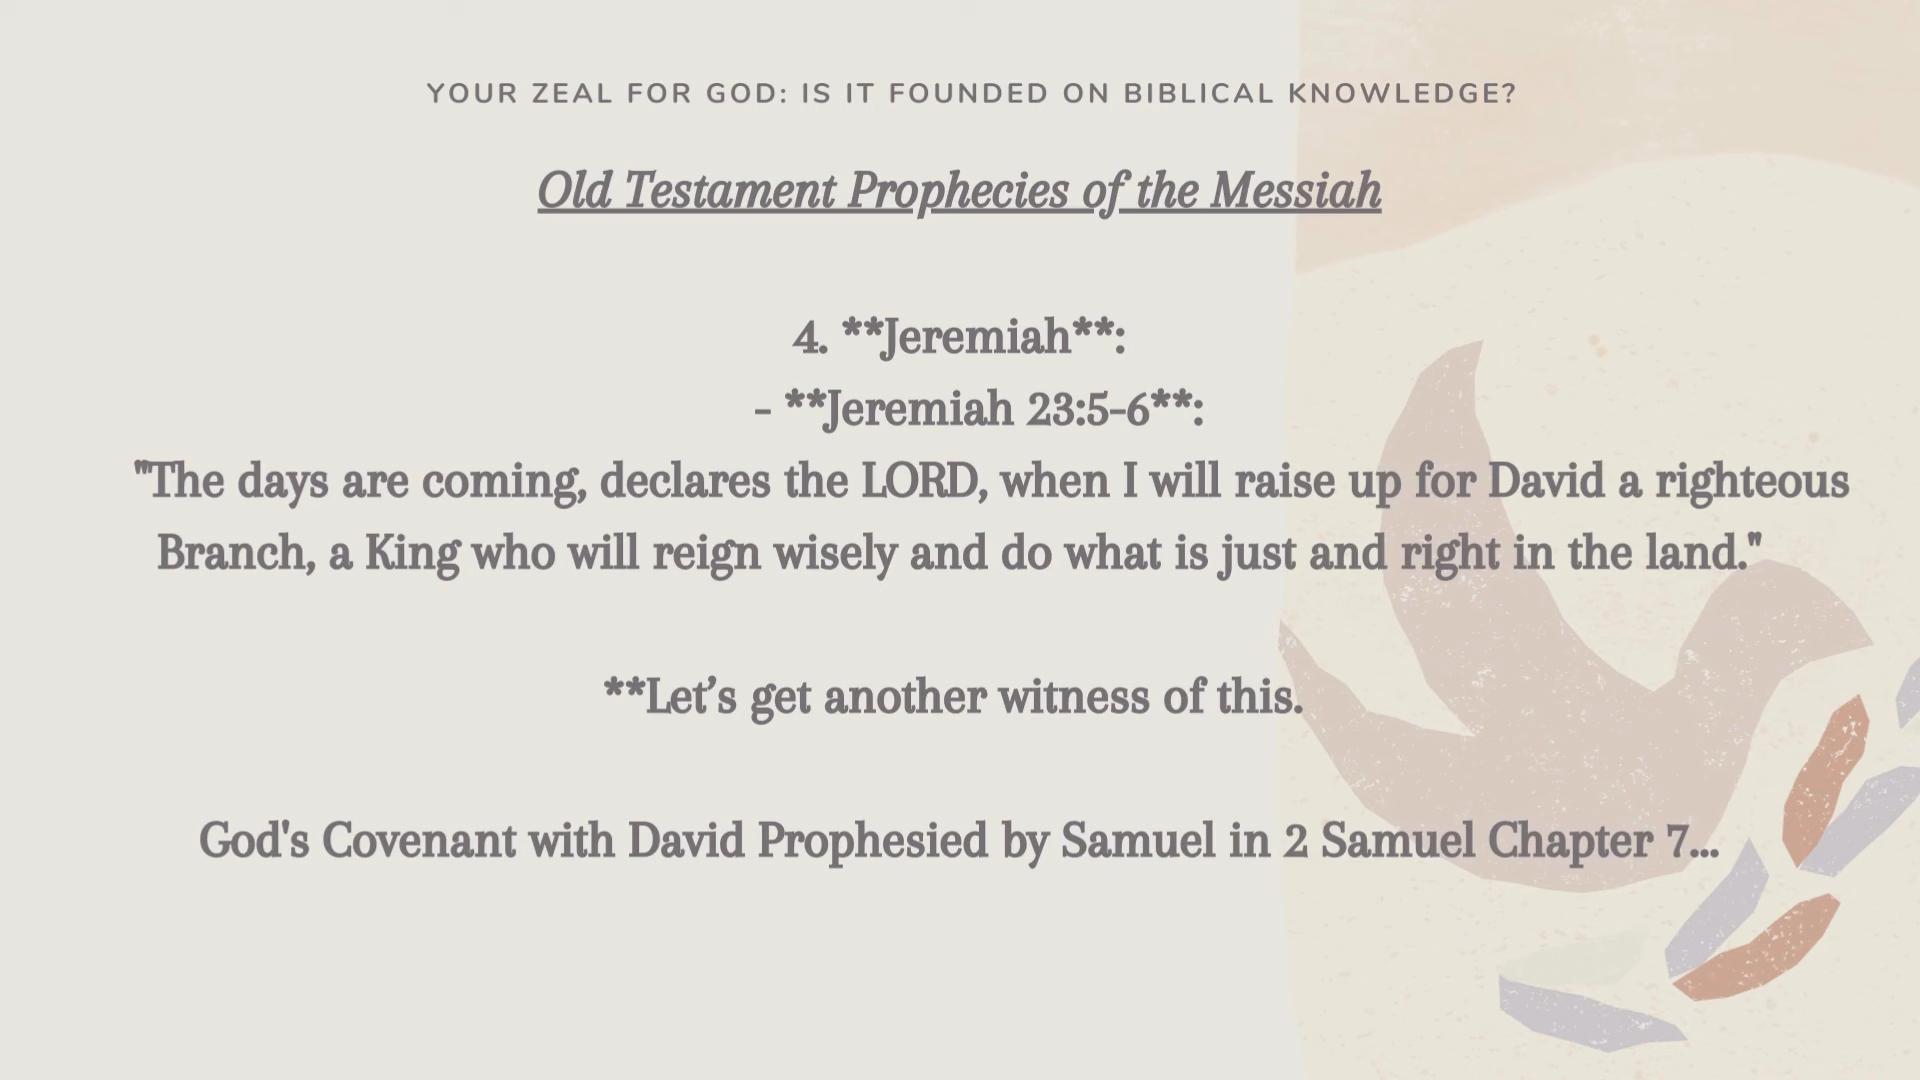 YOUR ZEAL FOR GOD: IS IT FOUNDED ON BIBLICAL KNOWLEDGE?
Old Testament Prophecies of the Messiah
4. **Jeremiah**:
- **Jeremiah 23:5-6**:
"The days are coming, declares the LORD, when I will raise up for David a righteous
Branch, a King who will reign wisely and do what is just and right in the land."
**Let’s get another witness of this.
God's Covenant with David Prophesied by Samuel in 2 Samuel Chapter 7...